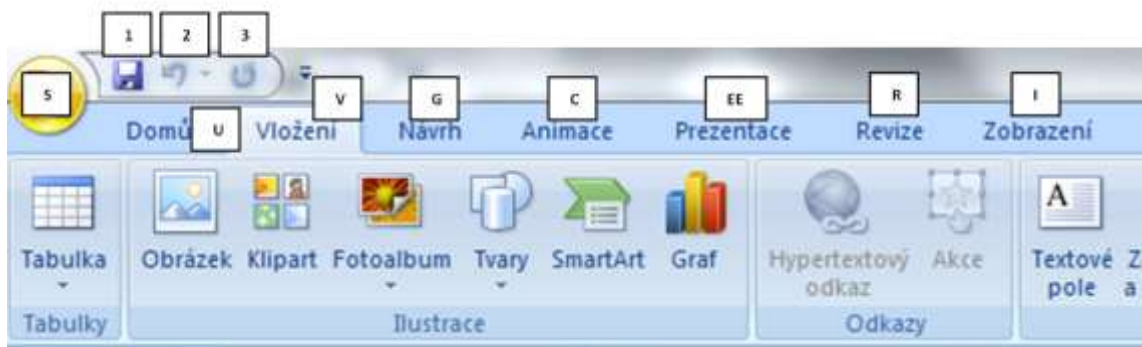 1 2 3
S V G C EE R I
Domů U Vložení Návrh Animace Prezentace Revize Zobrazení
Tabulka Obrázek Klipart Fotoalbum Tvary SmartArt Graf Hypertextový Akce Textové Z
odkaz pole a
Tabulky Ilustrace Odkazy